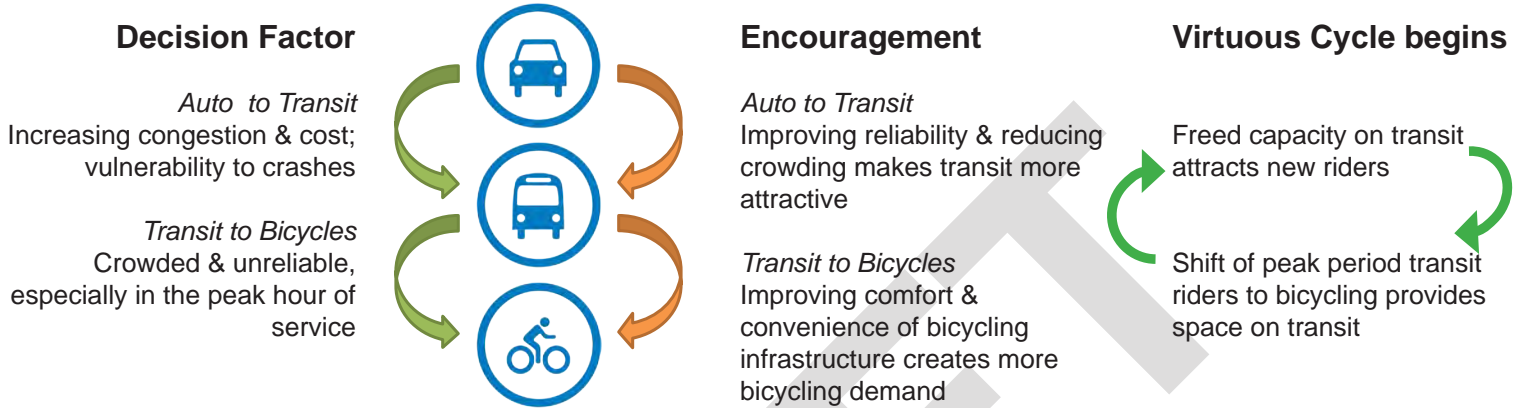 Decision Factor
Auto to Transit
Increasing congestion & cost;
vulnerability to crashes
Transit to Bicycles
Crowded & unreliable,
especially in the peak hour of
service
Encouragement
Auto to Transit
Improving reliability & reducing
crowding makes transit more
attractive
Transit to Bicycles
Improving comfort &
convenience of bicycling
infrastructure creates more
bicycling demand
Virtuous Cycle begins
Freed capacity on transit
attracts new riders
Shift of peak period transit
riders to bicycling provides
space on transit